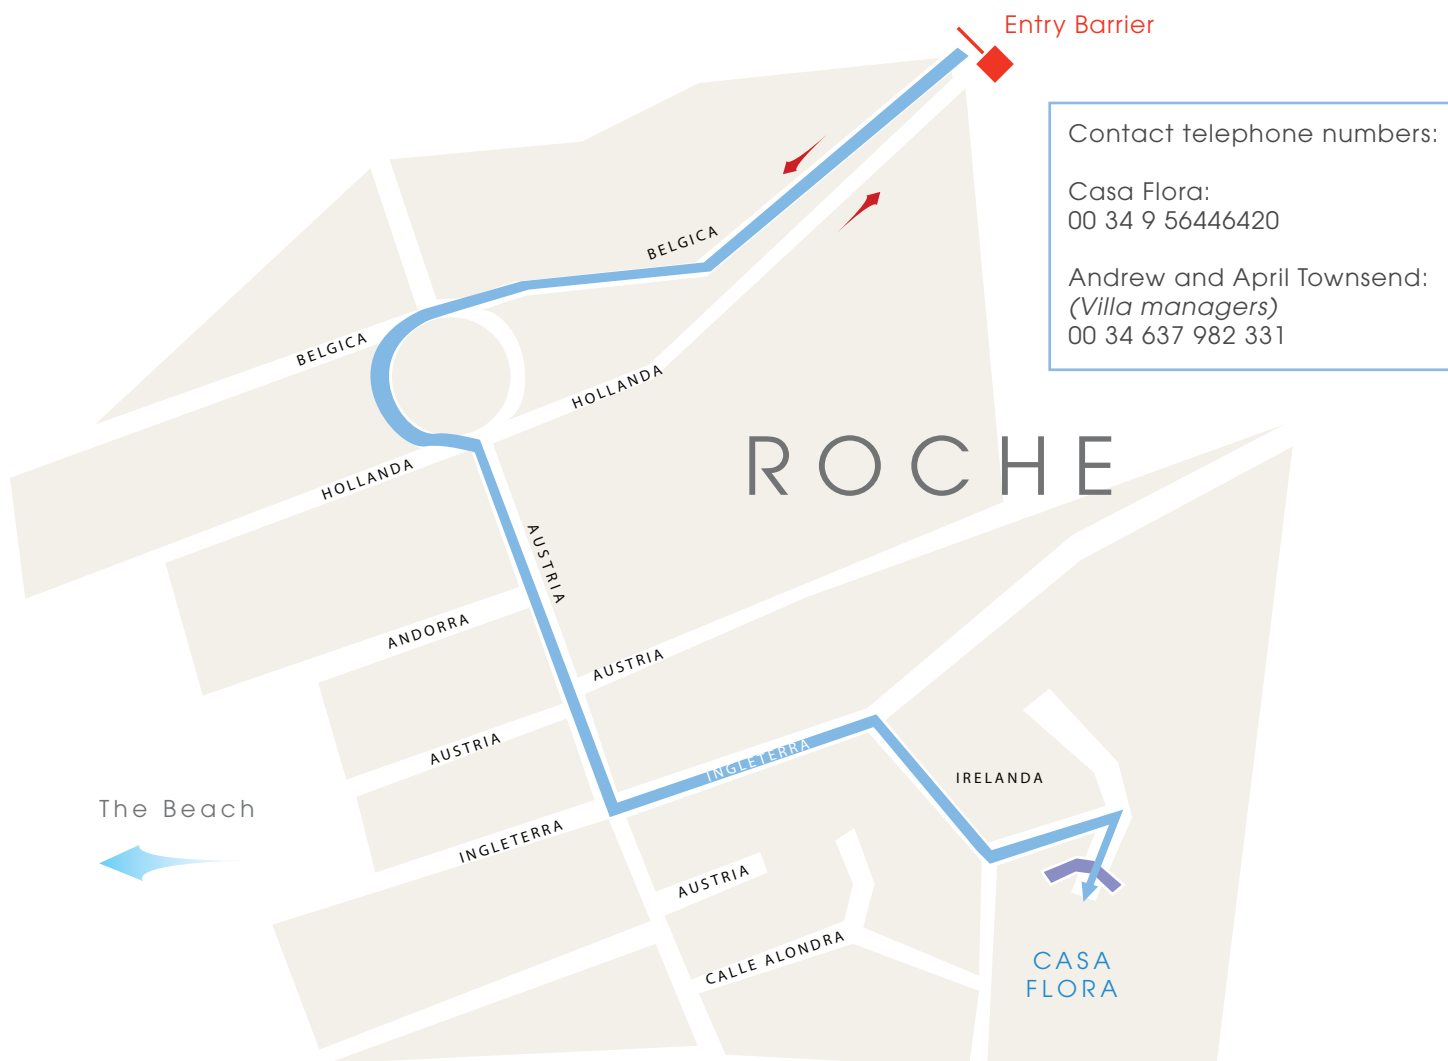 Entry Barrier
Contact telephone numbers:
Casa Flora:
00 34 9 56446420
Andrew and April Townsend:
(Villa managers)
00 34 637 982 331
BELGICA
BELGICA
HOLLANDA
HOLLANDA
ROCHE
AUSTRIA
ANDORRA
AUSTRIA
AUSTRIA
INGLETERRA
IRELANDA
The Beach
INGLETERRA
AUSTRIA
CALLE ALONDRA
CASA
FLORA